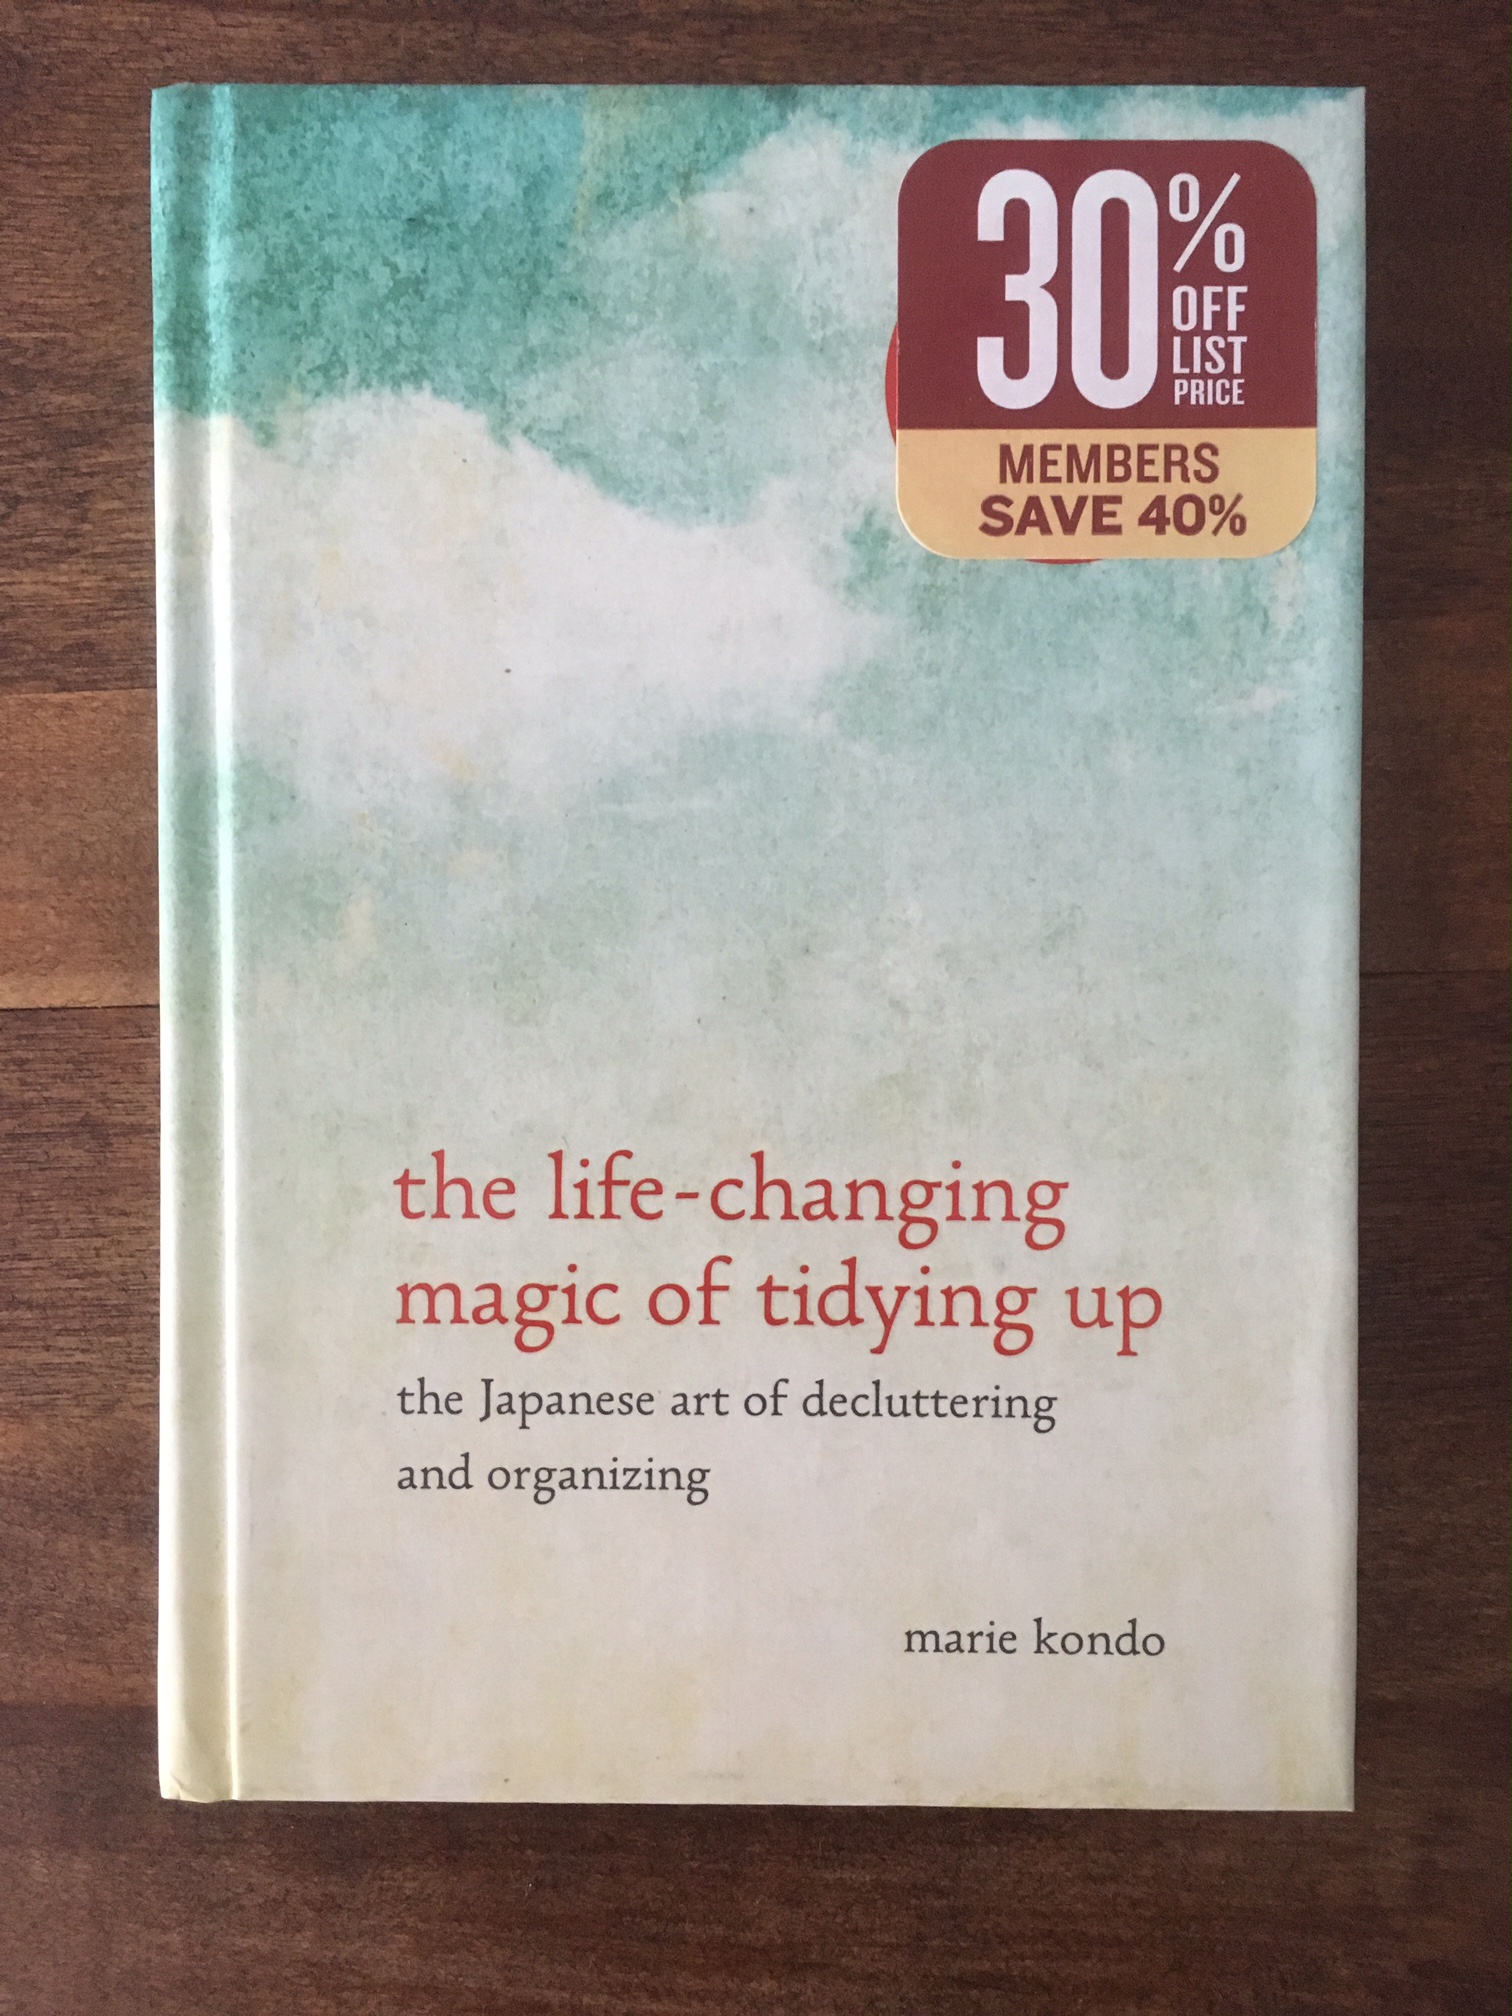 30%
OFF
LIST
PRICE
MEMBERS
SAVE 40%
the life-changing
magic of tidying up
the Japanese art of decluttering
and organizing
marie kondo